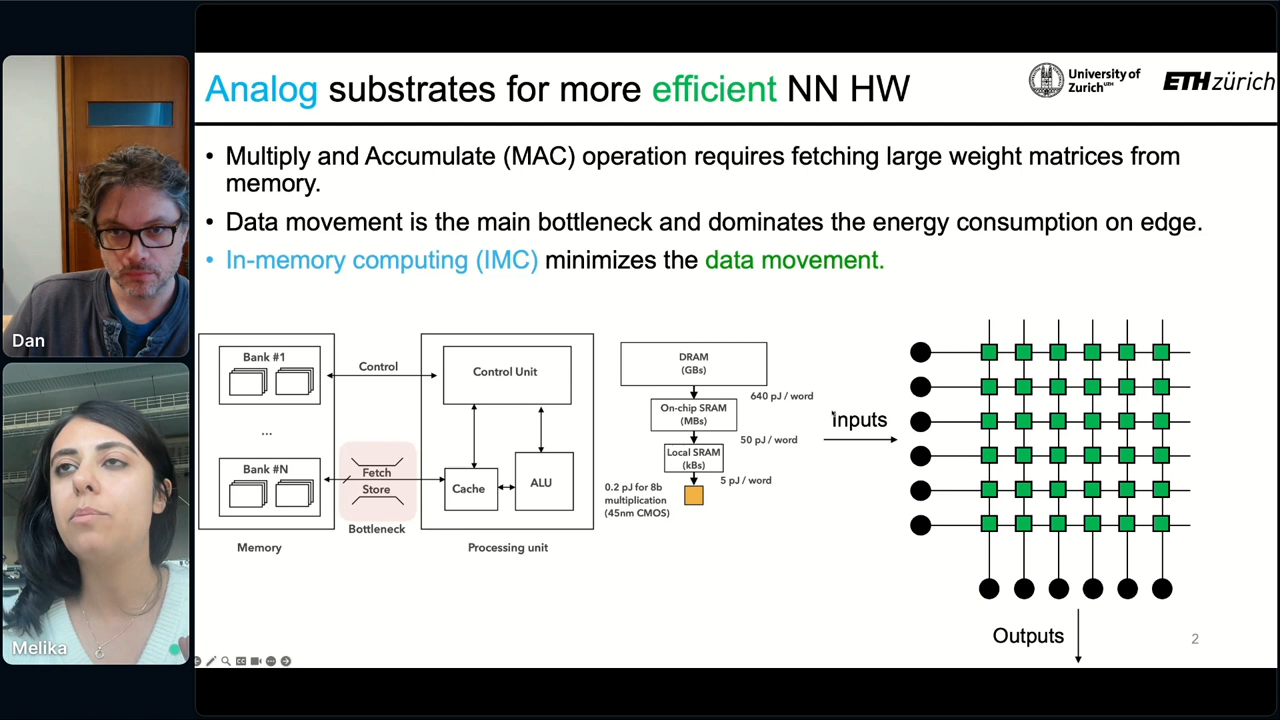 Analog substrates for more efficient NN HW
University of
Zurich UZH
ETH zürich
• Multiply and Accumulate (MAC) operation requires fetching large weight matrices from
memory.
• Data movement is the main bottleneck and dominates the energy consumption on edge.
• In-memory computing (IMC) minimizes the data movement.
Dan
Melika
Bank #1
...
Bank #N
Memory
Control
Fetch
Store
Bottleneck
Control Unit
Cache
ALU
Processing unit
DRAM
(GBs)
640 pJ / word
On-chip SRAM
(MBs)
50 pJ / word
Local SRAM
(kBs)
5 pJ / word
0.2 pJ for 8b
multiplication
(45nm CMOS)
inputs
Outputs
2